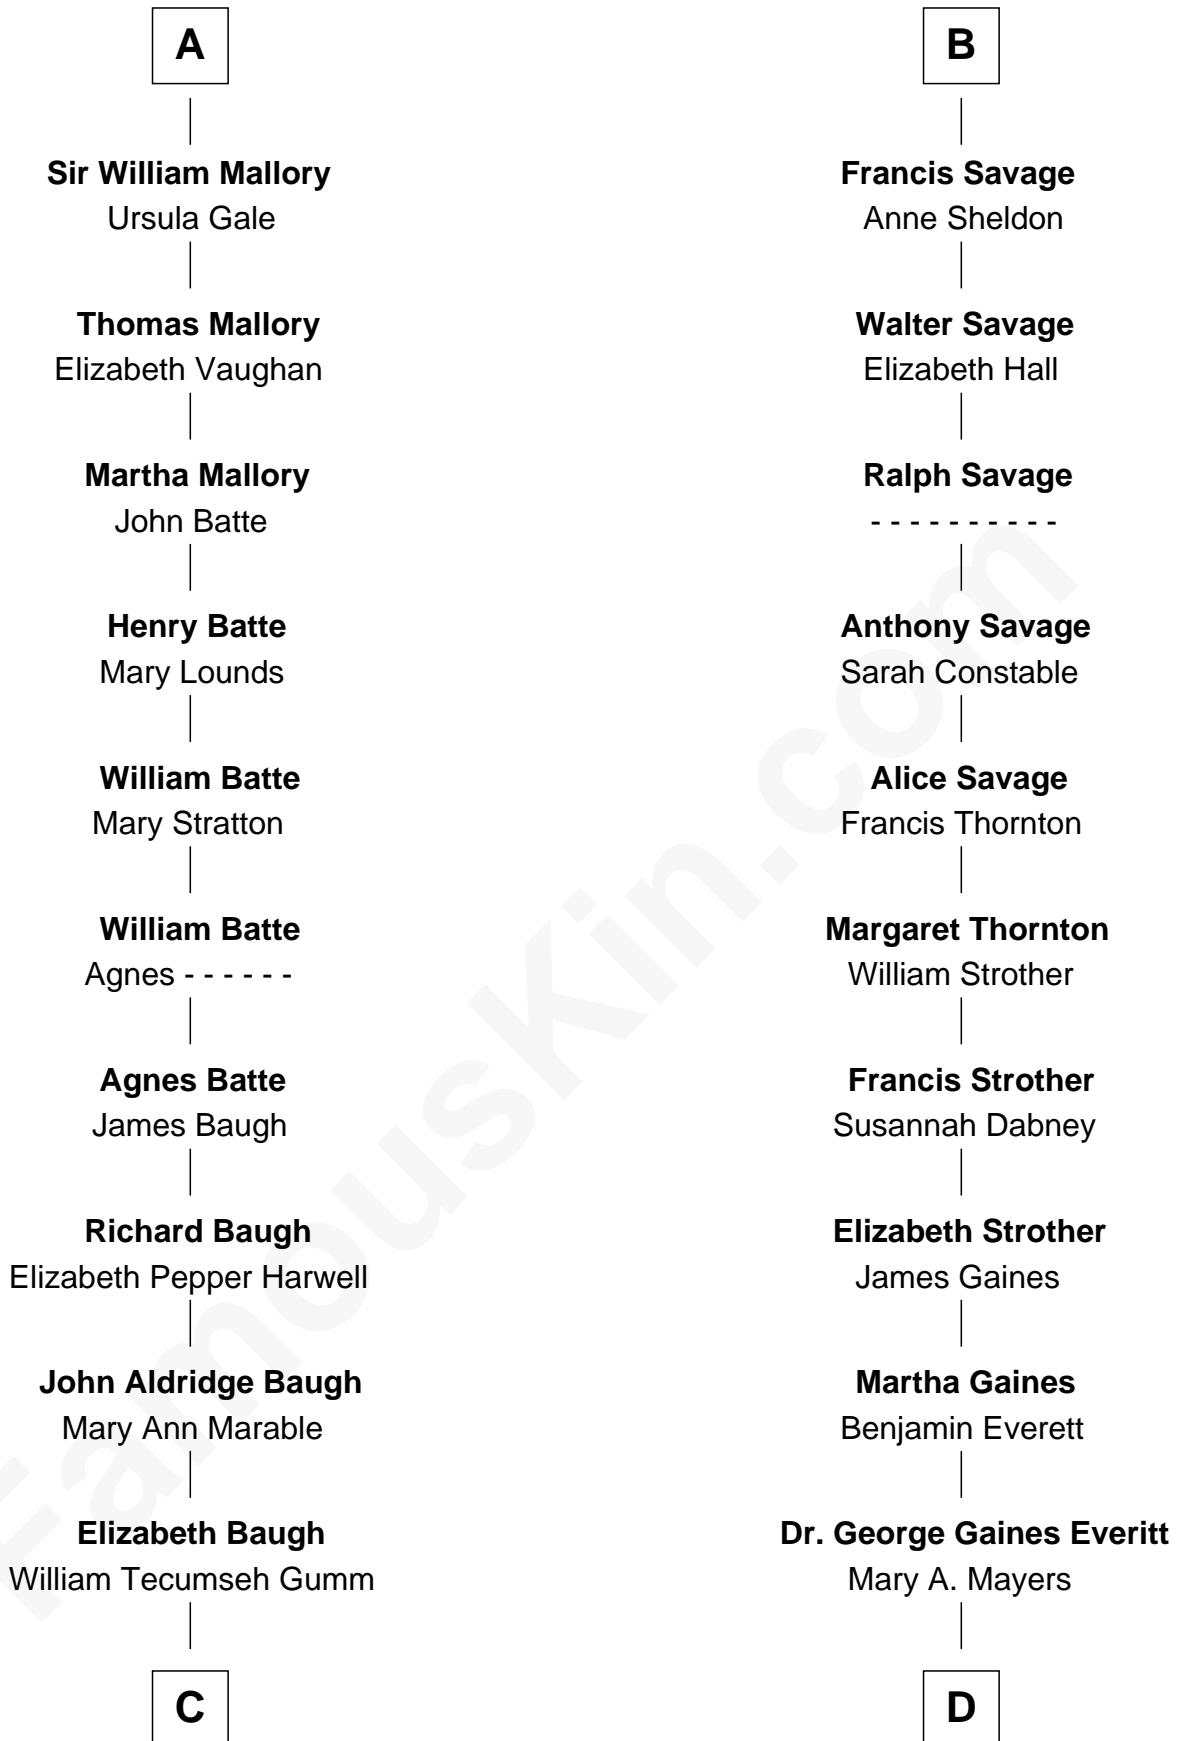 A
Sir William Mallory
Ursula Gale
Thomas Mallory
Elizabeth Vaughan
Martha Mallory
John Batte
Henry Batte
Mary Lounds
William Batte
Mary Stratton
William Batte
Agnes - - - - - -
Agnes Batte
James Baugh
Richard Baugh
Elizabeth Pepper Harwell
John Aldridge Baugh
Mary Ann Marable
Elizabeth Baugh
William Tecumseh Gumm
C
B
Francis Savage
Anne Sheldon
Walter Savage
Elizabeth Hall
Ralph Savage
- - - - - - - - - -
Anthony Savage
Sarah Constable
Alice Savage
Francis Thornton
Margaret Thornton
William Strother
Francis Strother
Susannah Dabney
Elizabeth Strother
James Gaines
Martha Gaines
Benjamin Everett
Dr. George Gaines Everitt
Mary A. Mayers
D
FamousKin.com